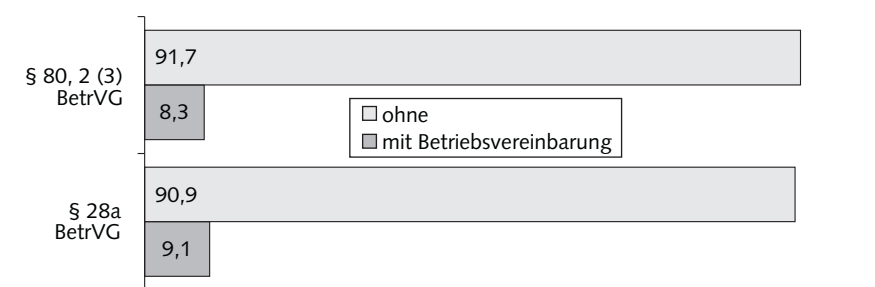 91,7
§ 80, 2 (3)
BetrVG
8,3
ohne
mit Betriebsvereinbarung
90,9
§ 28a
BetrVG
9,1